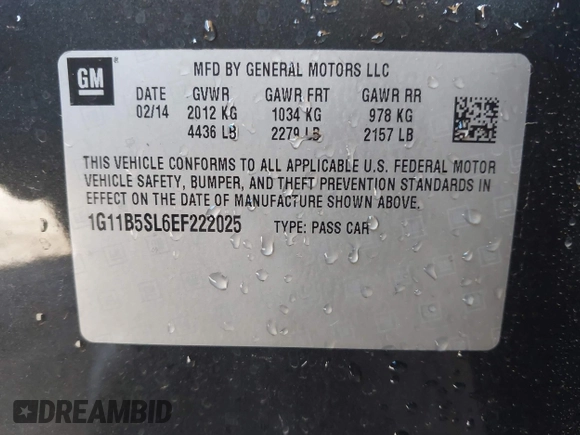 GM
MFD BY GENERAL MOTORS LLC
DATE GVWR GAWR FRT GAWR RR
02/14 2012 KG 1034 KG 978 KG
4436 LB 2279 LB 2157 LB
THIS VEHICLE CONFORMS TO ALL APPLICABLE U.S. FEDERAL MOTOR
VEHICLE SAFETY, BUMPER, AND THEFT PREVENTION STANDARDS IN
EFFECT ON THE DATE OF MANUFACTURE SHOWN ABOVE.
1G11B5SL6EF222025 TYPE: PASS CAR
DREAMBID